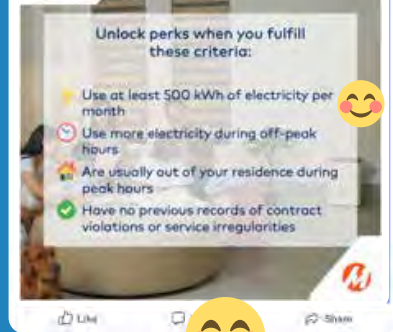 Unlock perks when you fulfill
these criteria:
Use at least 500 kWh of electricity per
month
Use more electricity during off-peak
hours
Are usually out of your residence during
peak hours
Have no previous records of contract
violations or service irregularities
Like
Share